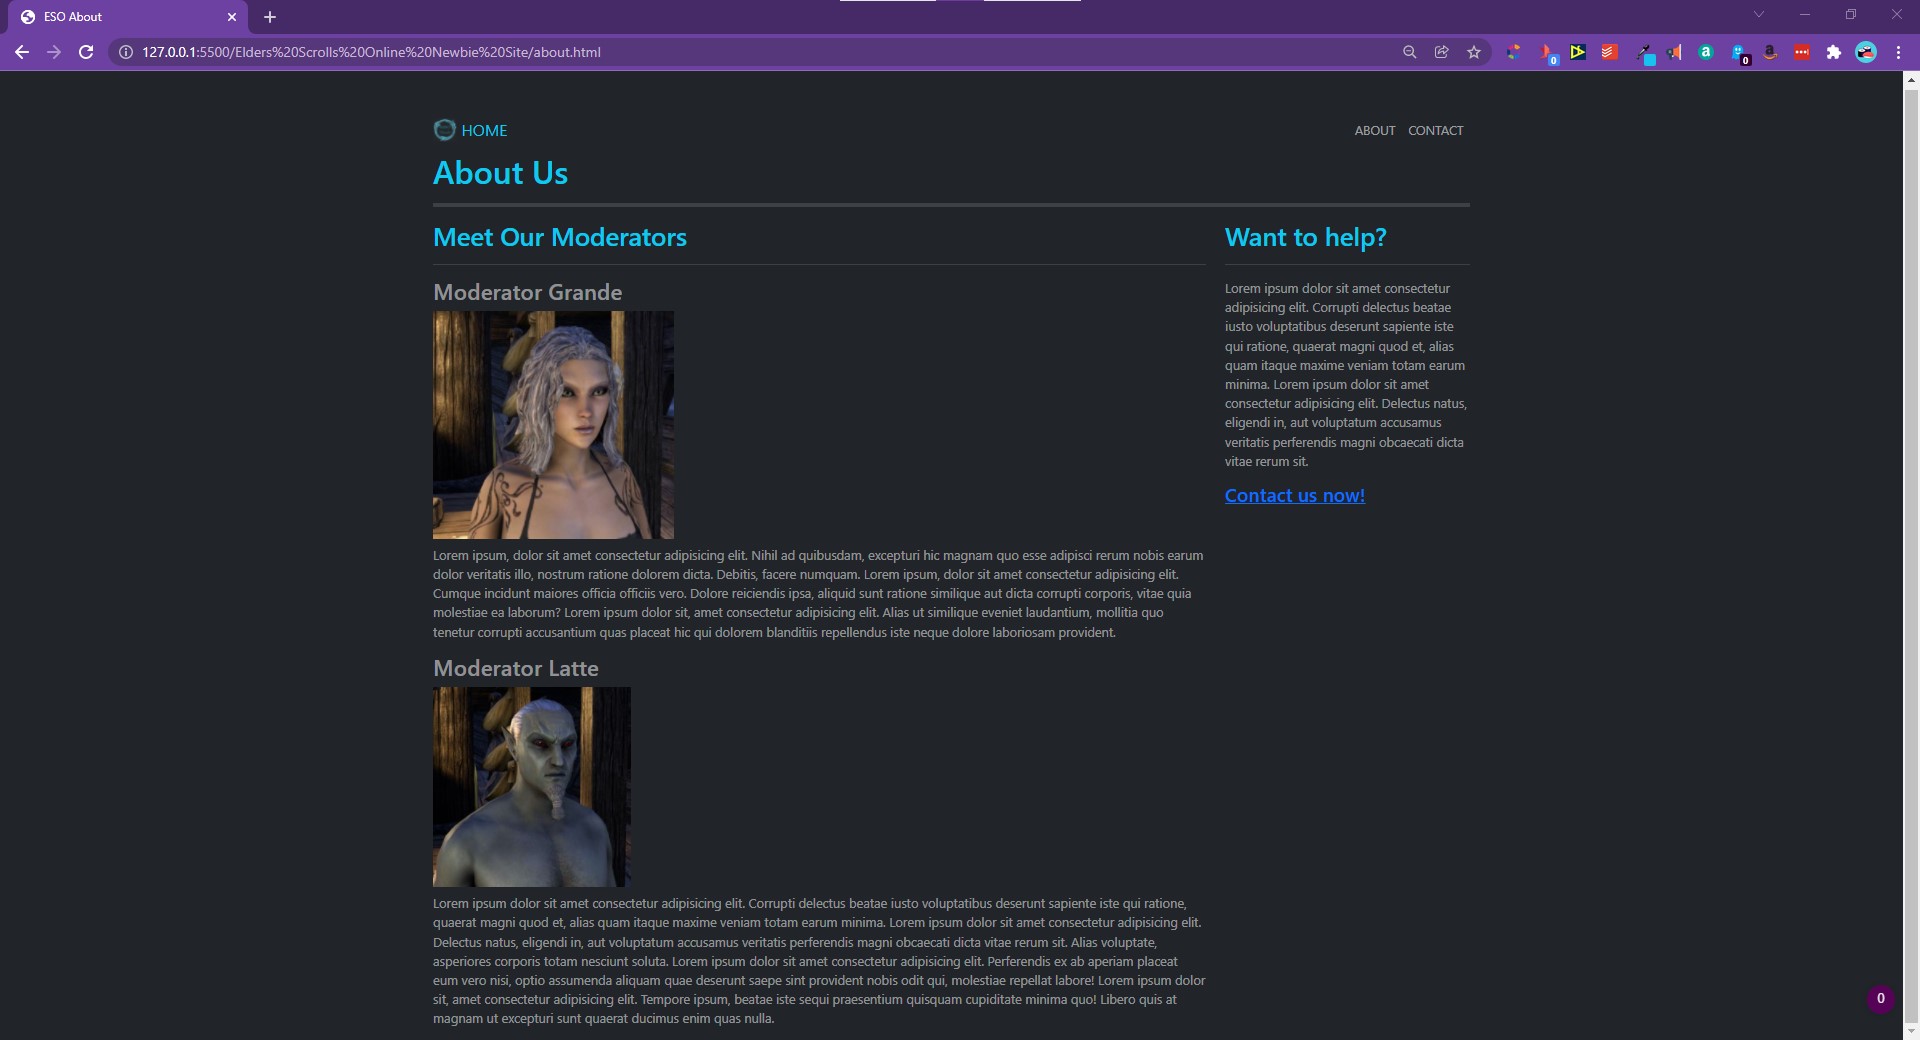 ESO About
127.0.0.1:5500/Elders%20Scrolls%20Online%20Newbie%20Site/about.html
0
0
HOME
ABOUT CONTACT
About Us
Meet Our Moderators
Moderator Grande
Lorem ipsum, dolor sit amet consectetur adipisicing elit. Nihil ad quibusdam, excepturi hic magnam quo esse adipisci rerum nobis earum
dolor veritatis illo, nostrum ratione dolorem dicta. Debitis, facere numquam. Lorem ipsum, dolor sit amet consectetur adipisicing elit.
Cumque incidunt maiores officia officiis vero. Dolore reiciendis ipsa, aliquid sunt ratione similique aut dicta corrupti corporis, vitae quia
molestiae ea laborum? Lorem ipsum dolor sit, amet consectetur adipisicing elit. Alias ut similique eveniet laudantium, mollitia quo
tenetur corrupti accusantium quas placeat hic qui dolorem blanditiis repellendus iste neque dolore laboriosam provident.
Moderator Latte
Lorem ipsum dolor sit amet consectetur adipisicing elit. Corrupti delectus beatae iusto voluptatibus deserunt sapiente iste qui ratione,
quaerat magni quod et, alias quam itaque maxime veniam totam earum minima. Lorem ipsum dolor sit amet consectetur adipisicing elit.
Delectus natus, eligendi in, aut voluptatum accusamus veritatis perferendis magni obcaecati dicta vitae rerum sit. Alias voluptate,
asperiores corporis totam nesciunt soluta. Lorem ipsum dolor sit amet consectetur adipisicing elit. Perferendis ex ab aperiam placeat
eum vero nisi, optio assumenda aliquam quae deserunt saepe sint provident nobis odit qui, molestiae repellat labore! Lorem ipsum dolor
sit, amet consectetur adipisicing elit. Tempore ipsum, beatae iste sequi praesentium quisquam cupiditate minima quo! Libero quis at
magnam ut excepturi sunt quaerat ducimus enim quas nulla.
Want to help?
Lorem ipsum dolor sit amet consectetur
adipisicing elit. Corrupti delectus beatae
iusto voluptatibus deserunt sapiente iste
qui ratione, quaerat magni quod et, alias
quam itaque maxime veniam totam earum
minima. Lorem ipsum dolor sit amet
consectetur adipisicing elit. Delectus natus,
eligendi in, aut voluptatum accusamus
veritatis perferendis magni obcaecati dicta
vitae rerum sit.
Contact us now!
0